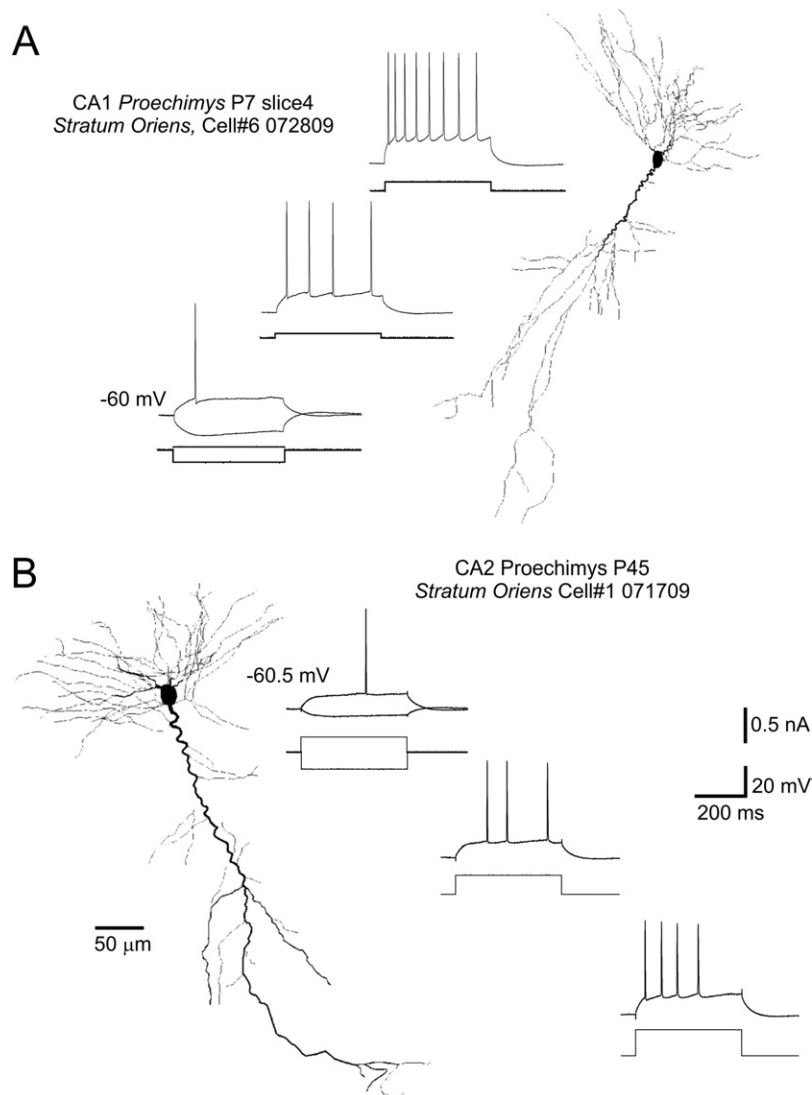 A
CA1 Proechimys P7 slice4
Stratum Oriens, Cell#6 072809
-60 mV
B
CA2 Proechimys P45
Stratum Oriens Cell#1 071709
-60.5 mV
0.5 nA
20 mV
200 ms
50 μm